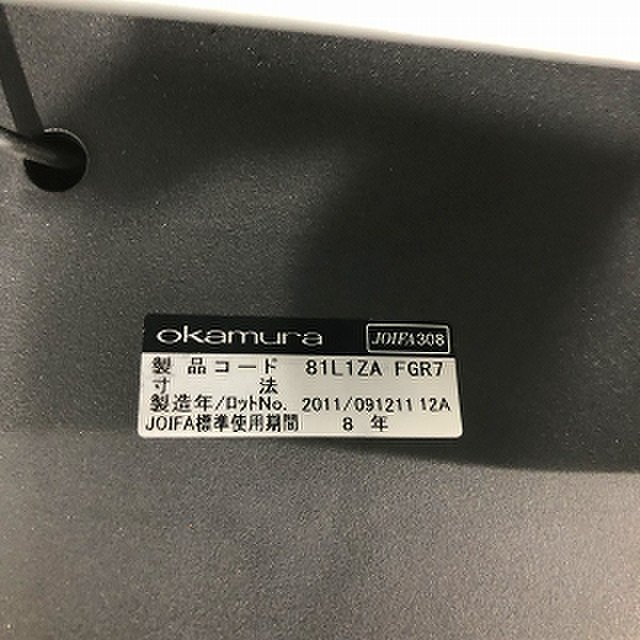 okamura JOIFA308
製品コード 81L1ZA FGR7
寸法
製造年/ロットNo. 2011/091211 12A
JOIFA標準使用期間 8年